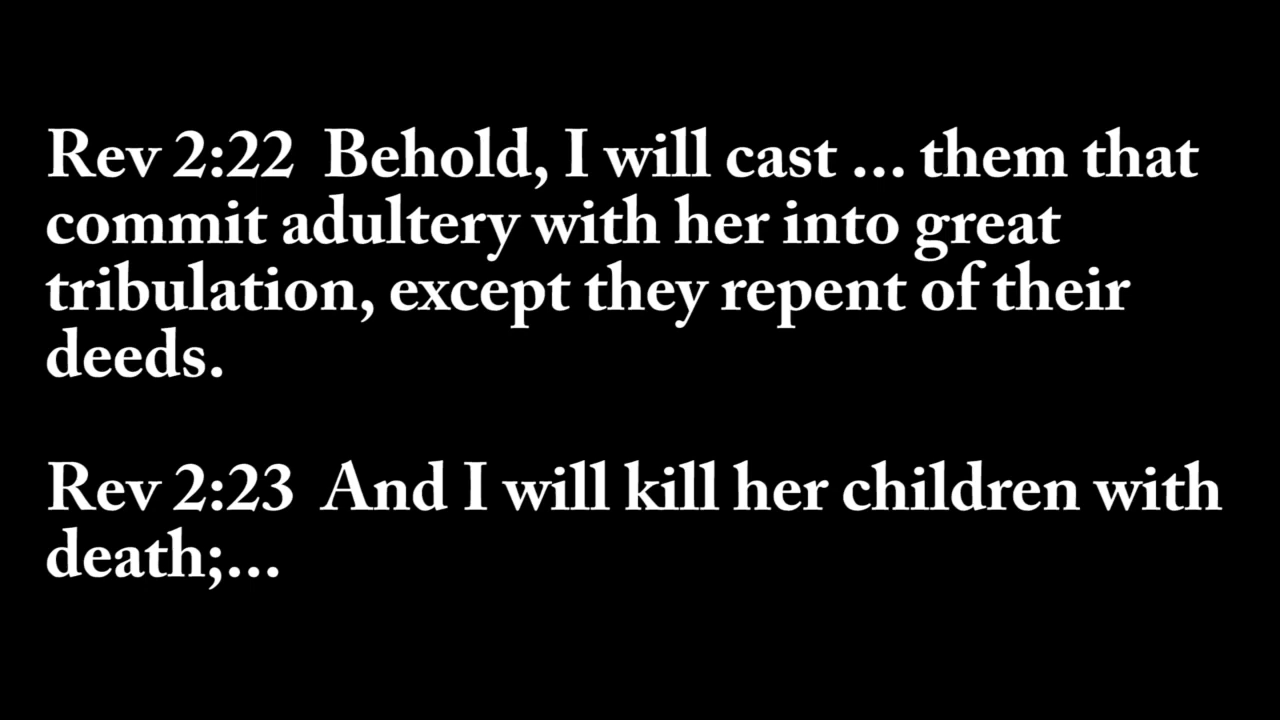 Rev 2:22  Behold, I will cast ... them that
commit adultery with her into great
tribulation, except they repent of their
deeds.
Rev 2:23  And I will kill her children with
death;...